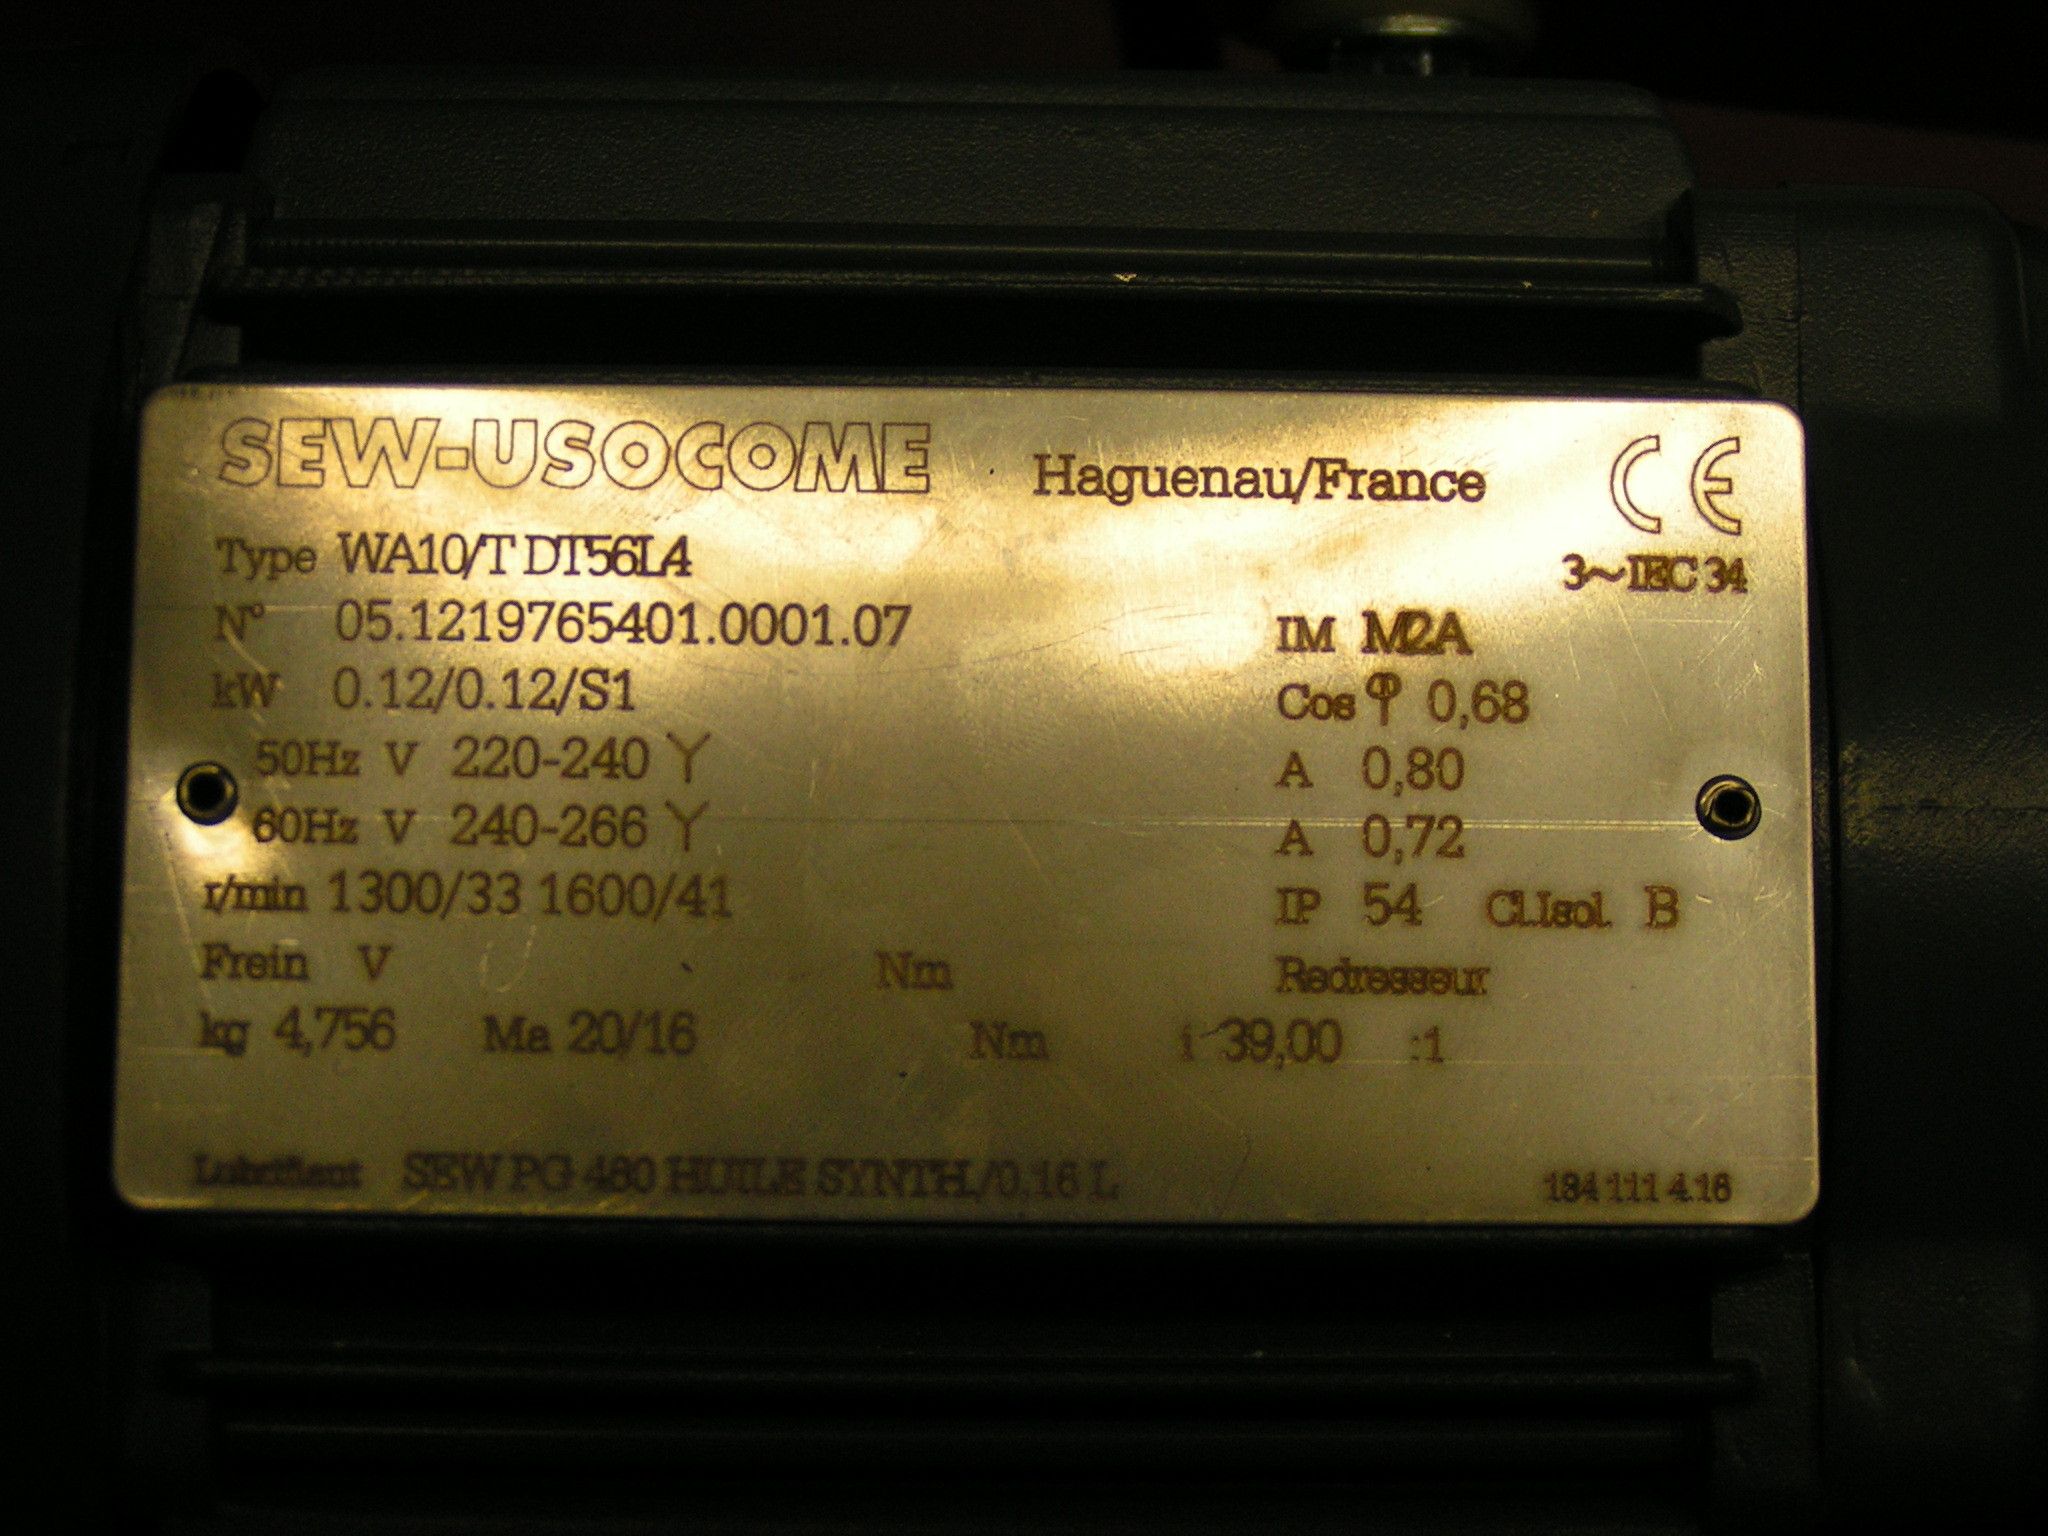 SEW-USOCOME Haguenau/France CE
Type WA10/T DT56L4 3~IEC 34
N° 05.1219765401.0001.07 IM M2A
kW 0.12/0.12/S1 Cos φ 0,68
50Hz V 220-240 Y A 0,80
60Hz V 240-266 Y A 0,72
r/min 1300/33 1600/41 IP 54 Cl.Isol. B
Frein V Nm Redresseur
kg 4,756 Ma 20/16 Nm i 39,00 :1
Lubrifiant SEW PG 460 HUILE SYNTH./0,16 L 184 111 4.16